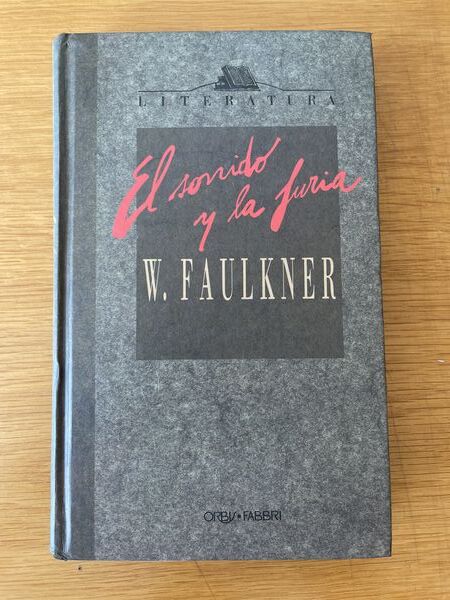 LITERATURA
El sonido
y la furia
W. FAULKNER
ORBIS • FABBRI